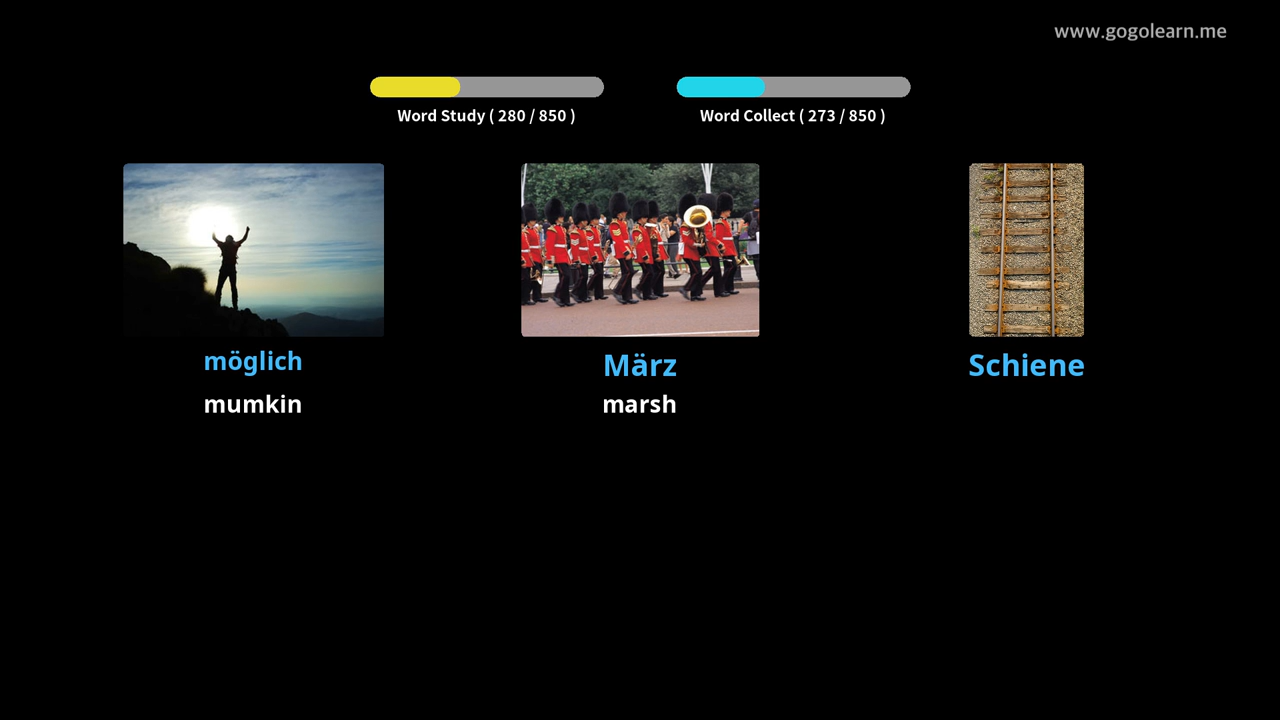 www.gogolearn.me
Word Study ( 280 / 850 )
Word Collect ( 273 / 850 )
möglich
mumkin
März
marsh
Schiene